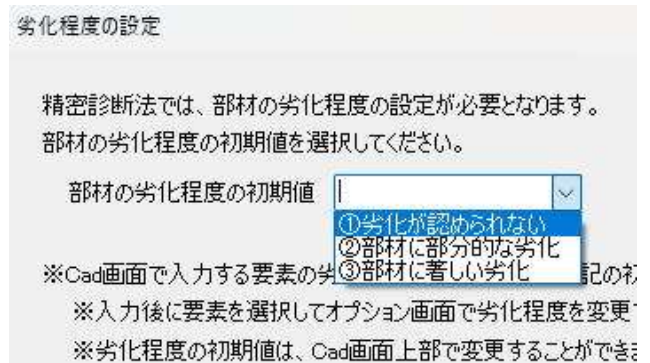 劣化程度の設定
精密診断法では、部材の劣化程度の設定が必要となります。
部材の劣化程度の初期値を選択してください。
部材の劣化程度の初期値
①劣化が認められない
②部材に部分的な劣化
③部材に著しい劣化
※Cad画面で入力する要素の劣 記の初
※入力後に要素を選択してオプション画面で劣化程度を変更
※劣化程度の初期値は、Cad画面上部で変更することができま